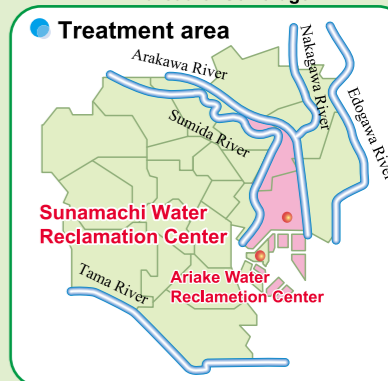 Treatment area
Arakawa River
Nakagawa River
Edogawa River
Sumida River
Sunamachi Water
Reclamation Center
Ariake Water
Reclametion Center
Tama River